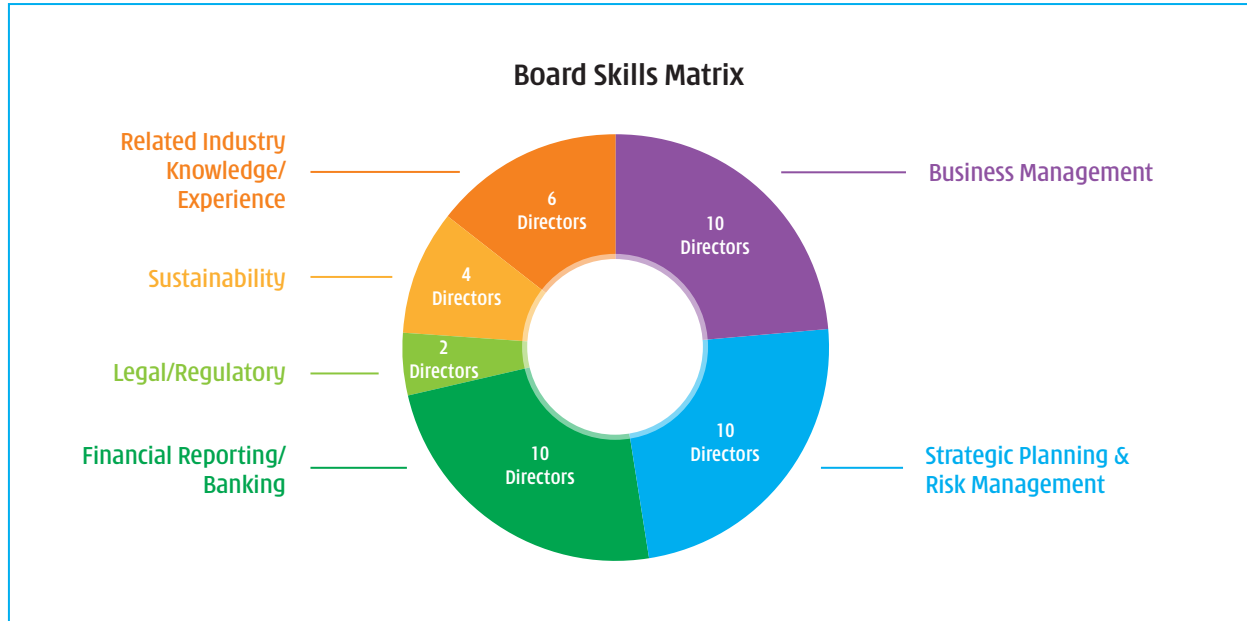 Board Skills Matrix
Related Industry
Knowledge/
Experience
6
Directors
10
Directors
Business Management
Sustainability
4
Directors
Legal/Regulatory
2
Directors
Financial Reporting/
Banking
10
Directors
10
Directors
Strategic Planning &
Risk Management